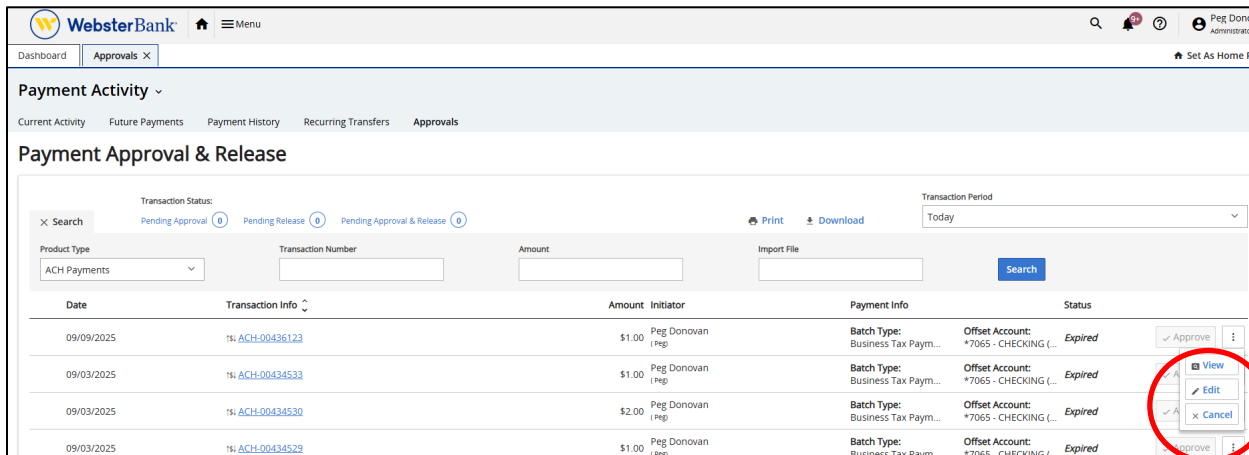 WebsterBank Menu 9+ Peg Dono
Administrato
Dashboard Approvals × Set As Home P
Payment Activity
Current Activity Future Payments Payment History Recurring Transfers Approvals
Payment Approval & Release
Transaction Status:
Transaction Period
× Search Pending Approval 0 Pending Release 0 Pending Approval & Release 0 Print Download Today
Product Type Transaction Number Amount Import File
ACH Payments Search
Date Transaction Info Amount Initiator Payment Info Status
09/09/2025 ACH-00436123 $1.00 Peg Donovan Batch Type: Offset Account: Expired Approve
( Peg) Business Tax Paym... *7065 - CHECKING (...
View
09/03/2025 ACH-00434533 $1.00 Peg Donovan Batch Type: Offset Account: Expired A
( Peg) Business Tax Paym... *7065 - CHECKING (...
Edit
09/03/2025 ACH-00434530 $2.00 Peg Donovan Batch Type: Offset Account: Expired A
( Peg) Business Tax Paym... *7065 - CHECKING (...
× Cancel
09/03/2025 ACH-00434529 $1.00 Peg Donovan Batch Type: Offset Account: Expired Approve
( Peg) Business Tax Paym *7065 - CHECKING (